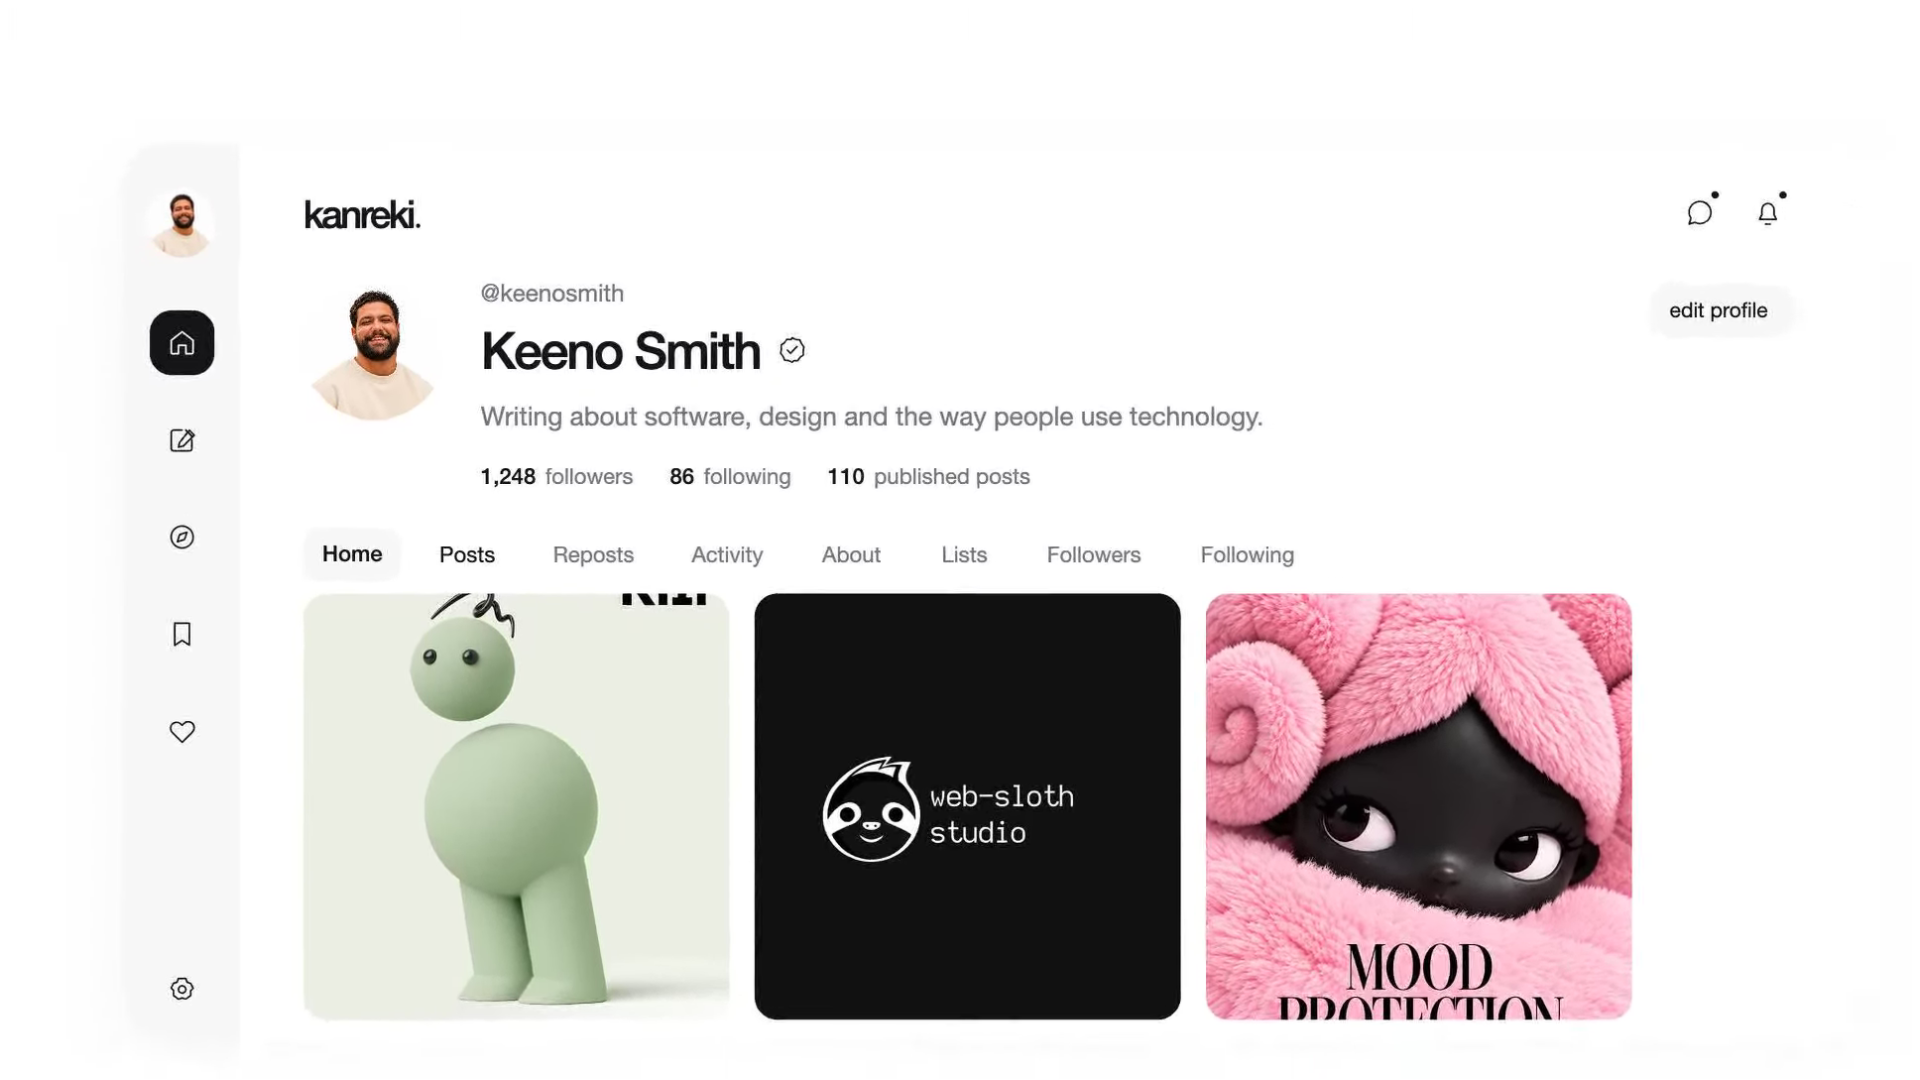 kanreki.
@keenosmith
edit profile
Keeno Smith
Writing about software, design and the way people use technology.
1,248 followers 86 following 110 published posts
Home Posts Reposts Activity About Lists Followers Following
web-sloth
studio
MOOD
PROTECTION